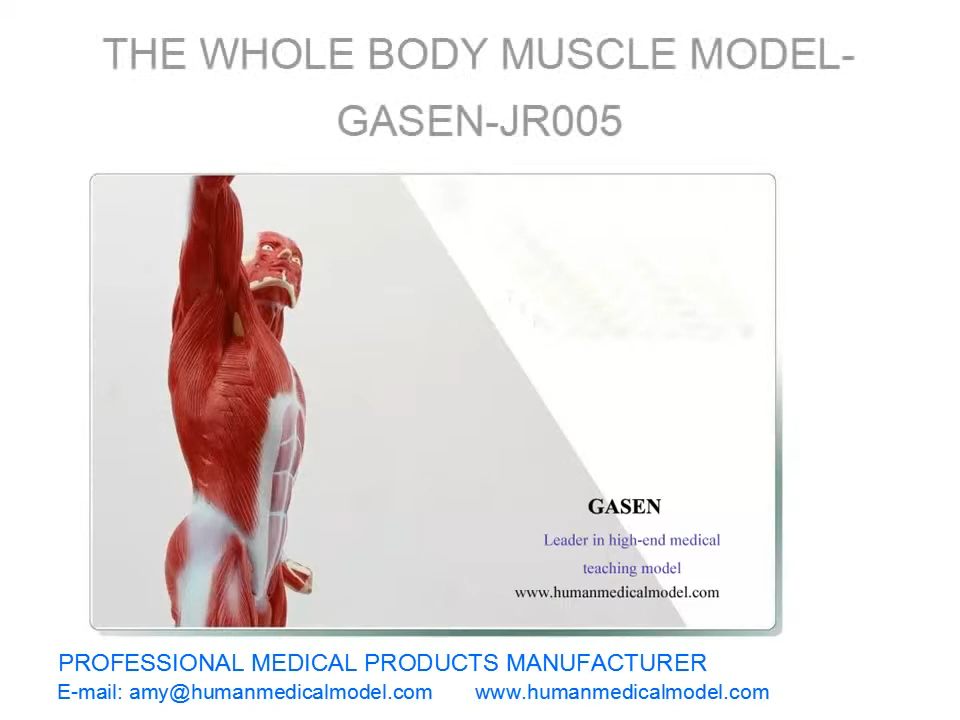 THE WHOLE BODY MUSCLE MODEL-
GASEN-JR005
GASEN
Leader in high-end medical
teaching model
www.humanmedicalmodel.com
PROFESSIONAL MEDICAL PRODUCTS MANUFACTURER
E-mail: amy@humanmedicalmodel.com www.humanmedicalmodel.com